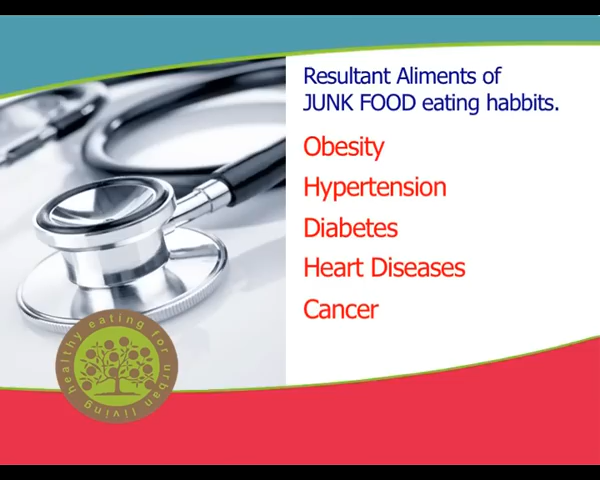 Resultant Aliments of
JUNK FOOD eating habbits.
Obesity
Hypertension
Diabetes
Heart Diseases
Cancer
healthy eating for urban living